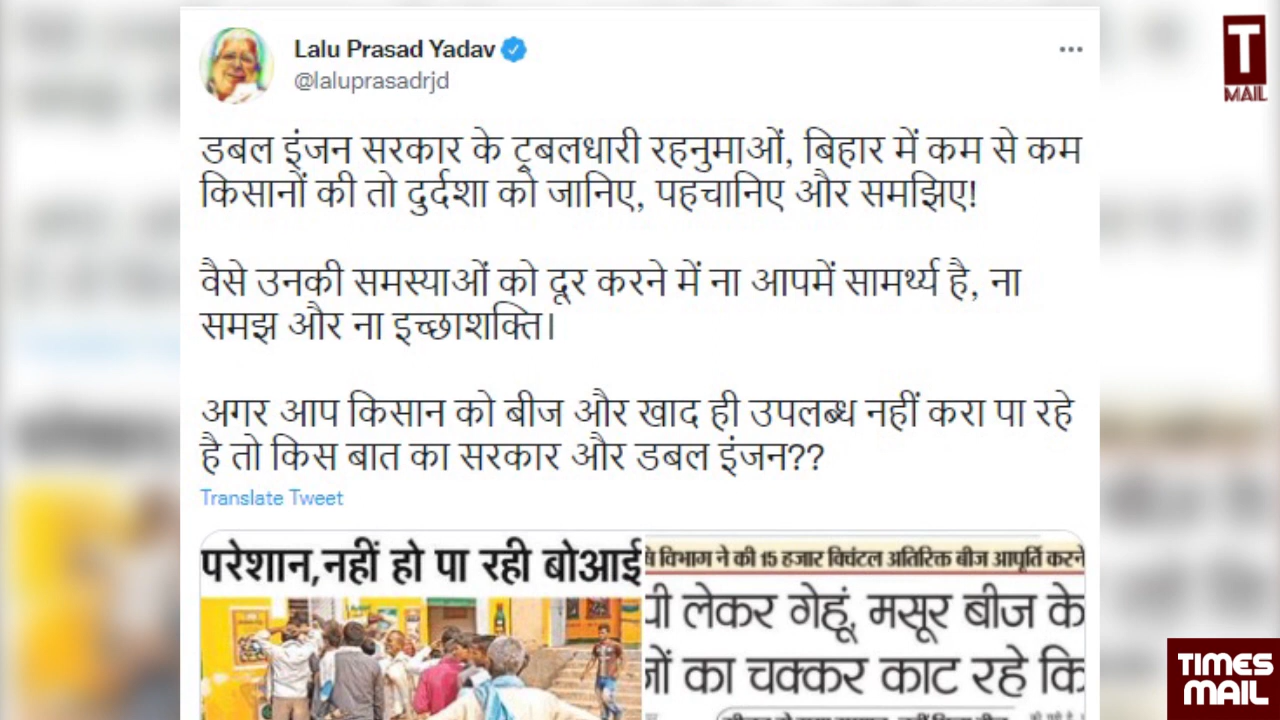 Lalu Prasad Yadav
@laluprasadrjd
T
MAIL
डबल इंजन सरकार के ट्रबलधारी रहनुमाओं, बिहार में कम से कम
किसानों की तो दुर्दशा को जानिए, पहचानिए और समझिए!
वैसे उनकी समस्याओं को दूर करने में ना आपमें सामर्थ्य है, ना
समझ और ना इच्छाशक्ति।
अगर आप किसान को बीज और खाद ही उपलब्ध नहीं करा पा रहे
है तो किस बात का सरकार और डबल इंजन??
Translate Tweet
परेशान,नहीं हो पा रही बोआई
विभाग ने की 15 हजार क्विंटल अतिरिक्त बीज आपूर्ति करने
लेकर गेहूं, मसूर बीज के
का चक्कर काट रहे
TIMES
MAIL